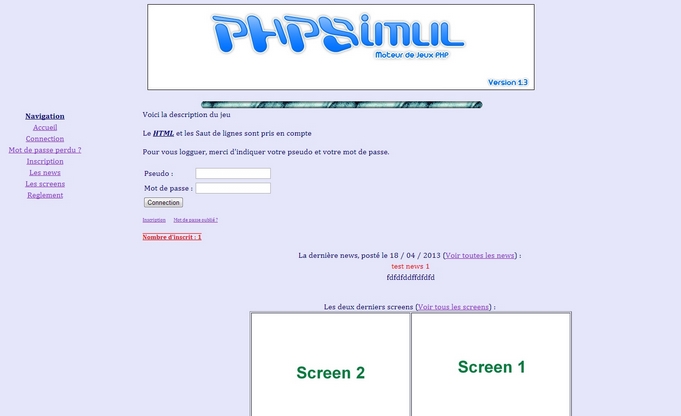 PHPSimul
Moteur de Jeux PHP
Version 1.3
Navigation
Accueil
Connection
Mot de passe perdu ?
Inscription
Les news
Les screens
Reglement
Voici la description du jeu
Le HTML et les Saut de lignes sont pris en compte
Pour vous logguer, merci d'indiquer votre pseudo et votre mot de passe.
Pseudo :
Mot de passe :
Connection
Inscription Mot de passe oublié ?
Nombre d'inscrit : 1
La dernière news, posté le 18 / 04 / 2013 (Voir toutes les news) :
test news 1
fdfdfddffdfdfd
Les deux derniers screens (Voir tous les screens) :
Screen 2
Screen 1